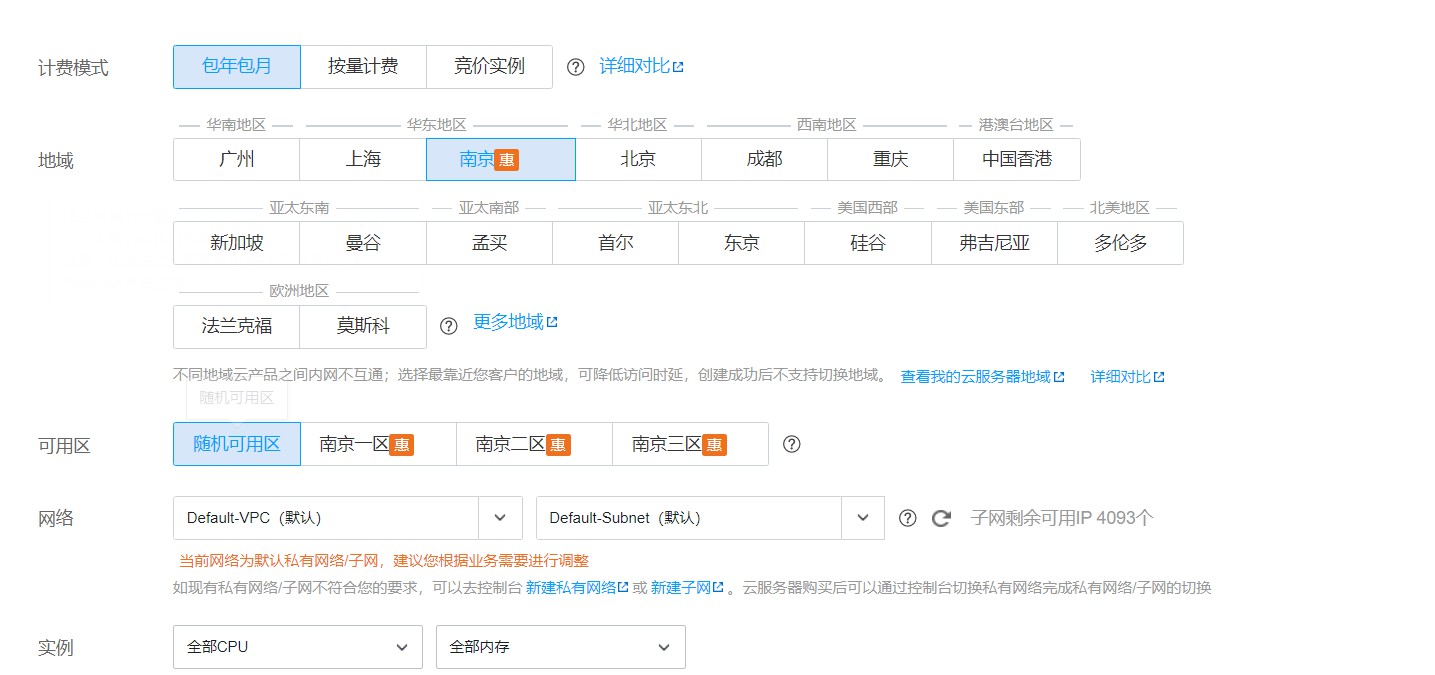 计费模式 包年包月 按量计费 竞价实例 详细对比
华南地区 华东地区 华北地区 西南地区 港澳台地区
地域 广州 上海 南京惠 北京 成都 重庆 中国香港
亚太东南 亚太南部 亚太东北 美国西部 美国东部 北美地区
新加坡 曼谷 孟买 首尔 东京 硅谷 弗吉尼亚 多伦多
欧洲地区
法兰克福 莫斯科 更多地域
不同地域云产品之间内网不互通；选择最靠近您客户的地域，可降低访问时延，创建成功后不支持切换地域。 查看我的云服务器地域 详细对比
随机可用区
可用区 随机可用区 南京一区惠 南京二区惠 南京三区惠
网络 Default-VPC（默认） Default-Subnet（默认） 子网剩余可用IP 4093个
当前网络为默认私有网络/子网，建议您根据业务需要进行调整
如现有私有网络/子网不符合您的要求，可以去控制台 新建私有网络 或 新建子网 。云服务器购买后可以通过控制台切换私有网络完成私有网络/子网的切换
实例 全部CPU 全部内存